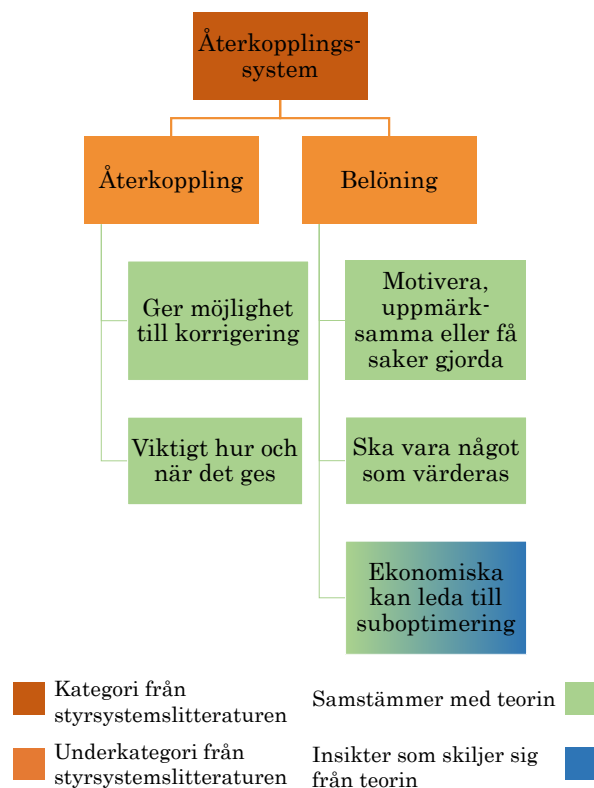 Återkopplings-
system
Återkoppling
Belöning
Ger möjlighet
till korrigering
Viktigt hur och
när det ges
Motivera,
uppmärk-
samma eller få
saker gjorda
Ska vara något
som värderas
Ekonomiska
kan leda till
suboptimering
Kategori från
styrsystemslitteraturen
Samstämmer med teorin
Underkategori från
styrsystemslitteraturen
Insikter som skiljer sig
från teorin